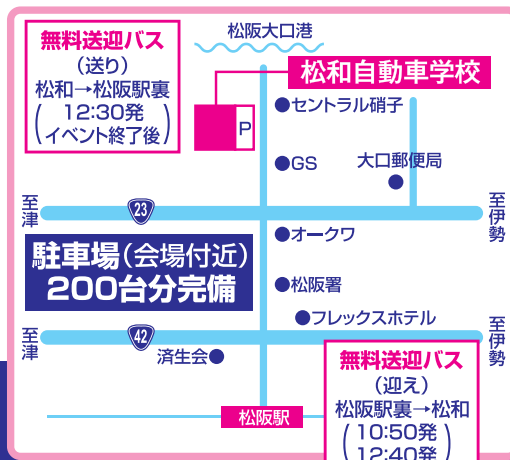 無料送迎バス
(送り)
松和→松阪駅裏
(12:30発
イベント終了後)
松阪大口港
松和自動車学校
P
セントラル硝子
GS
大口郵便局
至津
23
至伊勢
オークワ
駐車場(会場付近)
200台分完備
松阪署
フレックスホテル
至津
42
至伊勢
済生会
松阪駅
無料送迎バス
(迎え)
松阪駅裏→松和
(10:50発
12:40発)